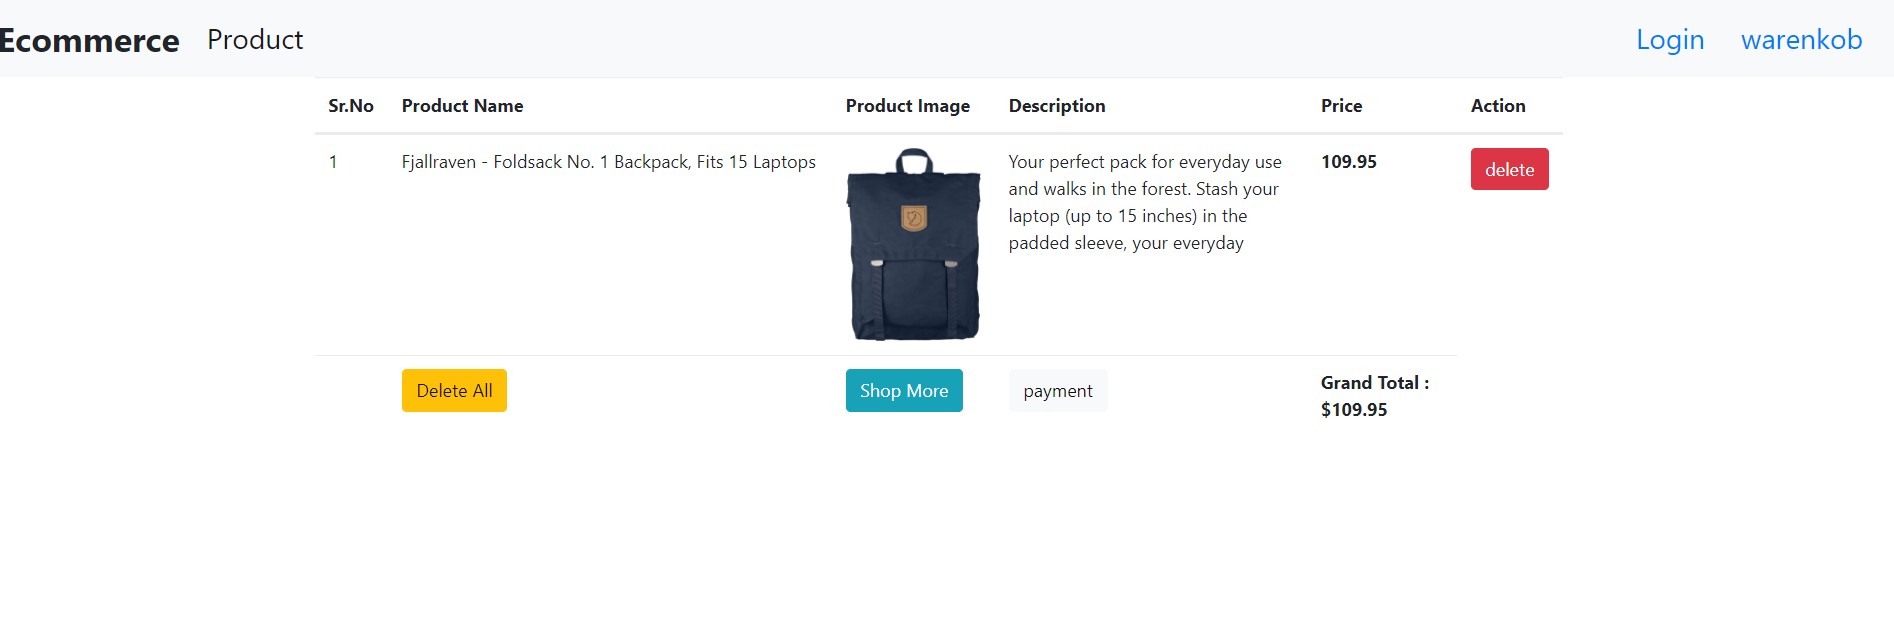 Ecommerce Product Login warenkob
Sr.No Product Name Product Image Description Price Action
1 Fjallraven - Foldsack No. 1 Backpack, Fits 15 Laptops Your perfect pack for everyday use 109.95 delete
and walks in the forest. Stash your
laptop (up to 15 inches) in the
padded sleeve, your everyday
Delete All Shop More payment Grand Total :
$109.95